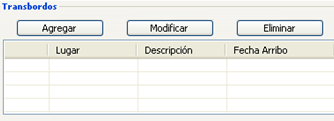 Transbordos
Agregar Modificar Eliminar
Lugar Descripción Fecha Arribo